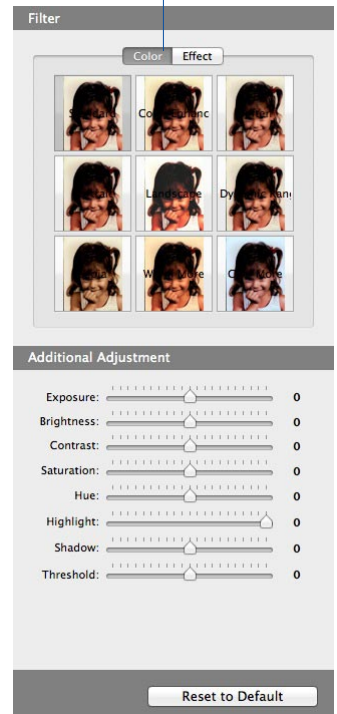 Filter
Color Effect
Landscape
Additional Adjustment
Exposure: 0
Brightness: 0
Contrast: 0
Saturation: 0
Hue: 0
Highlight: 0
Shadow: 0
Threshold: 0
Reset to Default